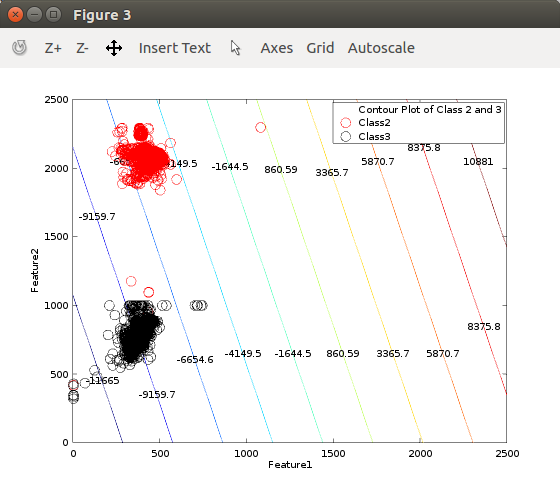 Figure 3
Z+ Z- Insert Text Axes Grid Autoscale
2500
Contour Plot of Class 2 and 3
Class2
Class3
8375.8
-4149.5 -1644.5 860.59 3365.7 5870.7 10881
2000
-9159.7
1500
Feature2
1000
8375.8
-6654.6 -4149.5 -1644.5 860.59 3365.7 5870.7
500
-11665
-9159.7
0
0 500 1000 1500 2000 2500
Feature1